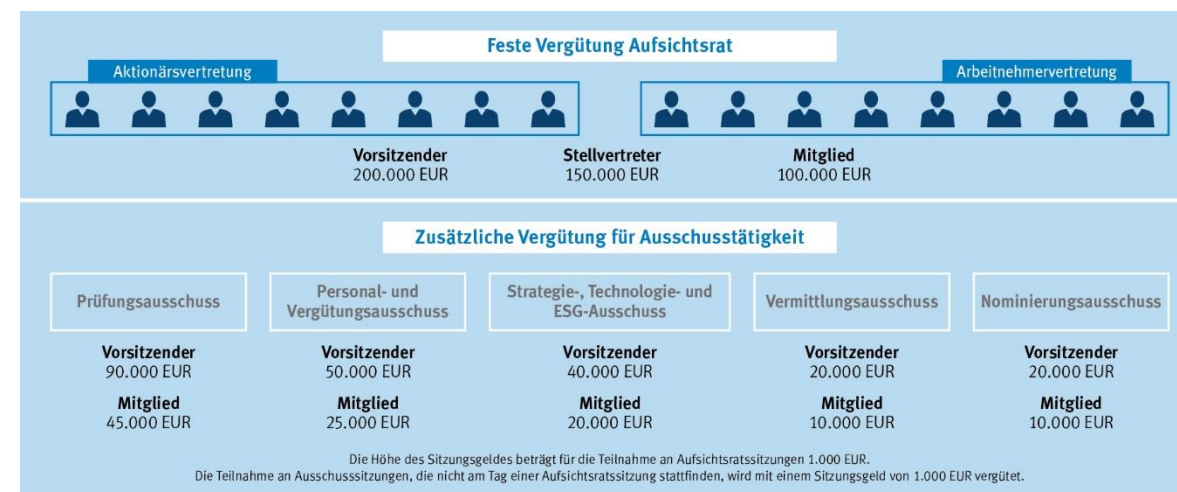 Feste Vergütung Aufsichtsrat
Aktionärsvertretung
Arbeitnehmervertretung
Vorsitzender
200.000 EUR
Stellvertreter
150.000 EUR
Mitglied
100.000 EUR
Zusätzliche Vergütung für Ausschusstätigkeit
Prüfungsausschuss
Vorsitzender
90.000 EUR
Mitglied
45.000 EUR
Personal- und
Vergütungsausschuss
Vorsitzender
50.000 EUR
Mitglied
25.000 EUR
Strategie-, Technologie- und
ESG-Ausschuss
Vorsitzender
40.000 EUR
Mitglied
20.000 EUR
Vermittlungsausschuss
Vorsitzender
20.000 EUR
Mitglied
10.000 EUR
Nominierungsausschuss
Vorsitzender
20.000 EUR
Mitglied
10.000 EUR
Die Höhe des Sitzungsgeldes beträgt für die Teilnahme an Aufsichtsratssitzungen 1.000 EUR.
Die Teilnahme an Ausschusssitzungen, die nicht am Tag einer Aufsichtsratssitzung stattfinden, wird mit einem Sitzungsgeld von 1.000 EUR vergütet.